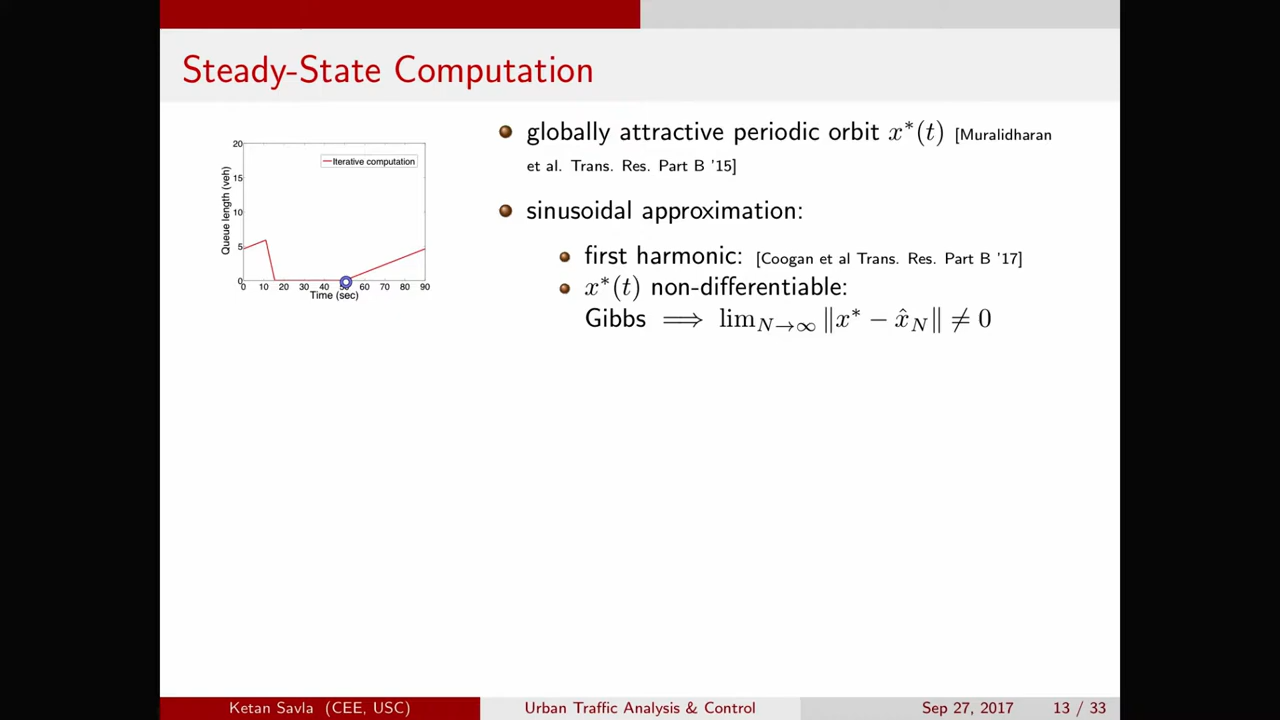 Steady-State Computation
20
15
10
5
0
Queue length (veh)
Iterative computation
0 10 20 30 40 50 60 70 80 90
Time (sec)
globally attractive periodic orbit x*(t) [Muralidharan
et al. Trans. Res. Part B '15]
sinusoidal approximation:
first harmonic: [Coogan et al Trans. Res. Part B '17]
x*(t) non-differentiable:
Gibbs ⟹ lim_{N→∞} ‖x* − x̂_N‖ ≠ 0
Ketan Savla (CEE, USC)
Urban Traffic Analysis & Control
Sep 27, 2017
13 / 33